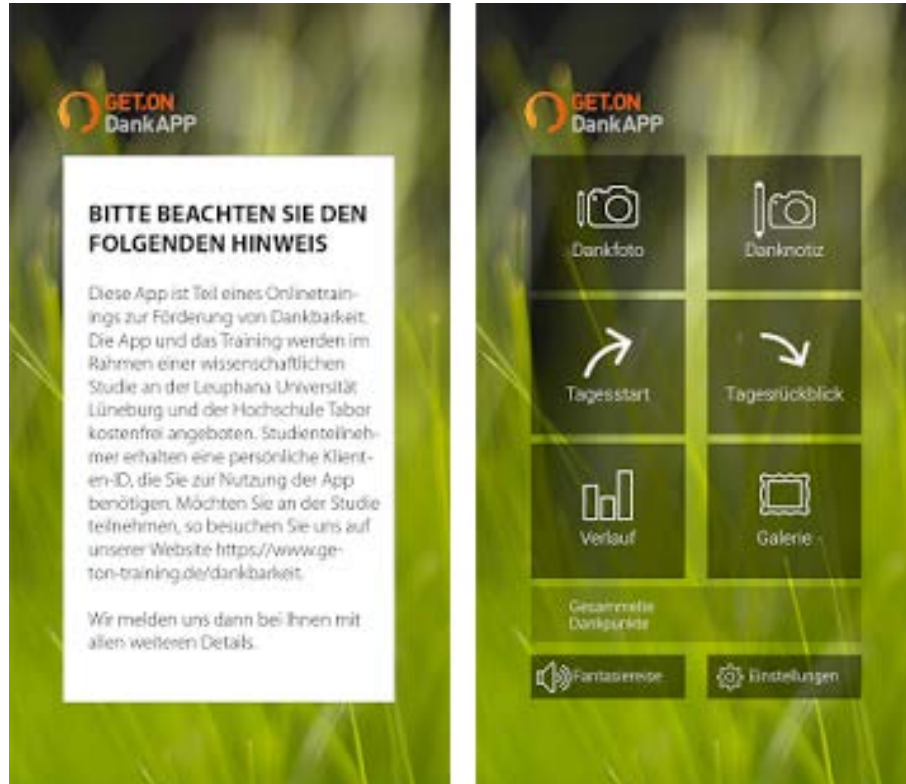 GET.ON
DankAPP
BITTE BEACHTEN SIE DEN
FOLGENDEN HINWEIS
Diese App ist Teil eines Onlinetrain-
ings zur Förderung von Dankbarkeit.
Die App und das Training werden im
Rahmen einer wissenschaftlichen
Studie an der Leuphana Universität
Lüneburg und der Hochschule Tabor
kostenfrei angeboten. Studienteilneh-
mer erhalten eine persönliche Klient-
en-ID, die Sie zur Nutzung der App
benötigen. Möchten Sie an der Studie
teilnehmen, so besuchen Sie uns auf
unserer Website https://www.ge-
ton-training.de/dankbarkeit.
Wir melden uns dann bei Ihnen mit
allen weiteren Details.
GET.ON
DankAPP
Dankfoto
Danknotiz
Tagesstart
Tagesrückblick
Verlauf
Galerie
Gesammelte
Dankpunkte
Fantasiereise
Einstellungen